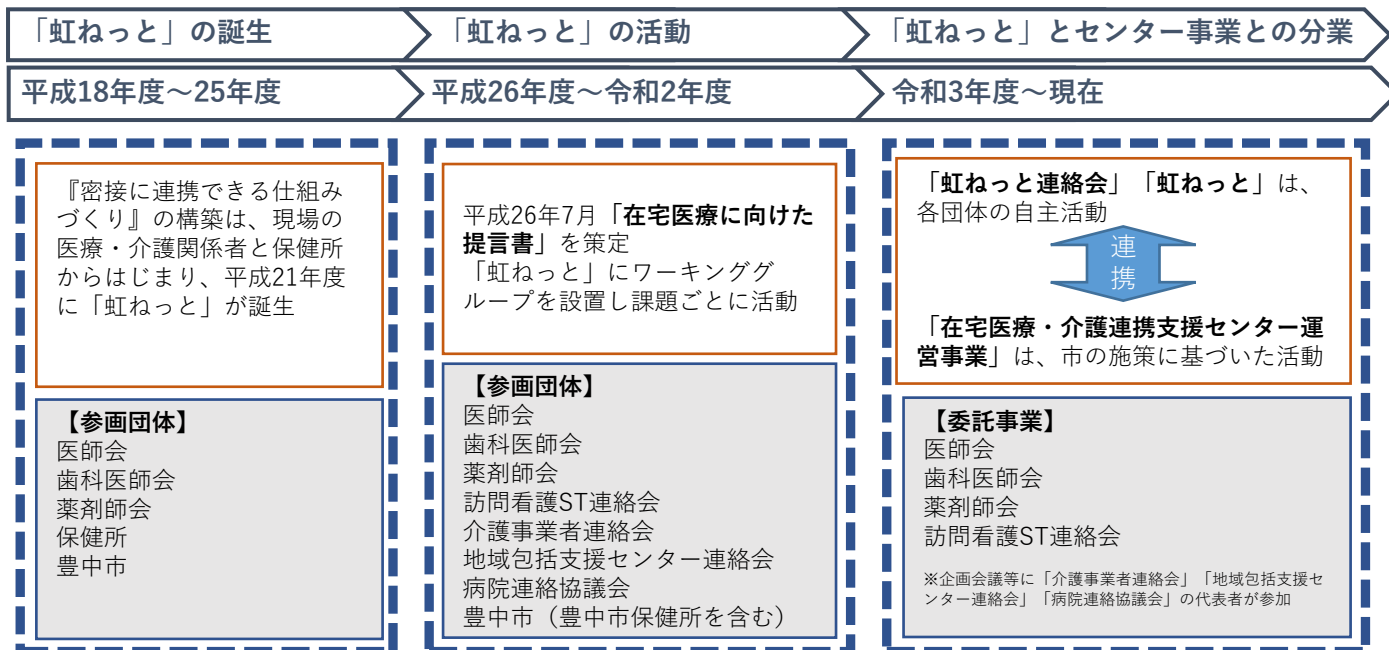 「虹ねっと」の誕生
「虹ねっと」の活動
「虹ねっと」とセンター事業との分業
平成18年度～25年度
平成26年度～令和2年度
令和3年度～現在
『密接に連携できる仕組み
づくり』の構築は、現場の
医療・介護関係者と保健所
からはじまり、平成21年度
に「虹ねっと」が誕生
【参画団体】
医師会
歯科医師会
薬剤師会
保健所
豊中市
平成26年7月「在宅医療に向けた
提言書」を策定
「虹ねっと」にワーキンググ
ループを設置し課題ごとに活動
【参画団体】
医師会
歯科医師会
薬剤師会
訪問看護ST連絡会
介護事業者連絡会
地域包括支援センター連絡会
病院連絡協議会
豊中市（豊中市保健所を含む）
「虹ねっと連絡会」「虹ねっと」は、
各団体の自主活動
連
携
「在宅医療・介護連携支援センター運
営事業」は、市の施策に基づいた活動
【委託事業】
医師会
歯科医師会
薬剤師会
訪問看護ST連絡会
※企画会議等に「介護事業者連絡会」「地域包括支援セ
ンター連絡会」「病院連絡協議会」の代表者が参加